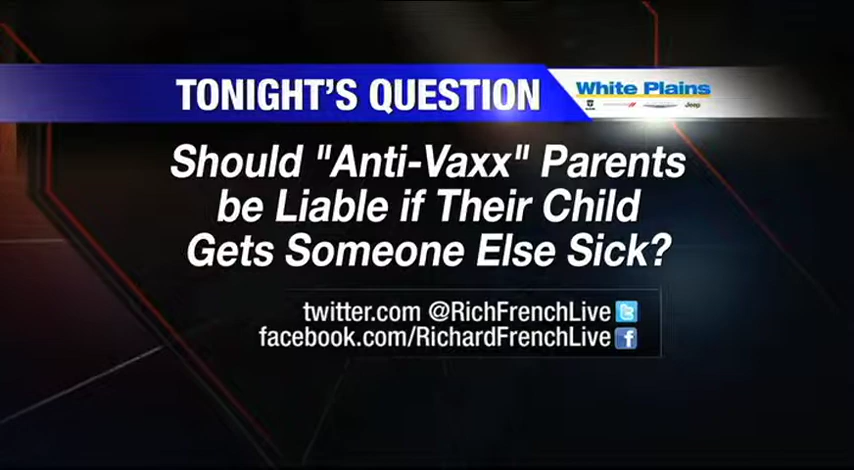 TONIGHT'S QUESTION
White Plains
Jeep
Should "Anti-Vaxx" Parents
be Liable if Their Child
Gets Someone Else Sick?
twitter.com @RichFrenchLive
facebook.com/RichardFrenchLive